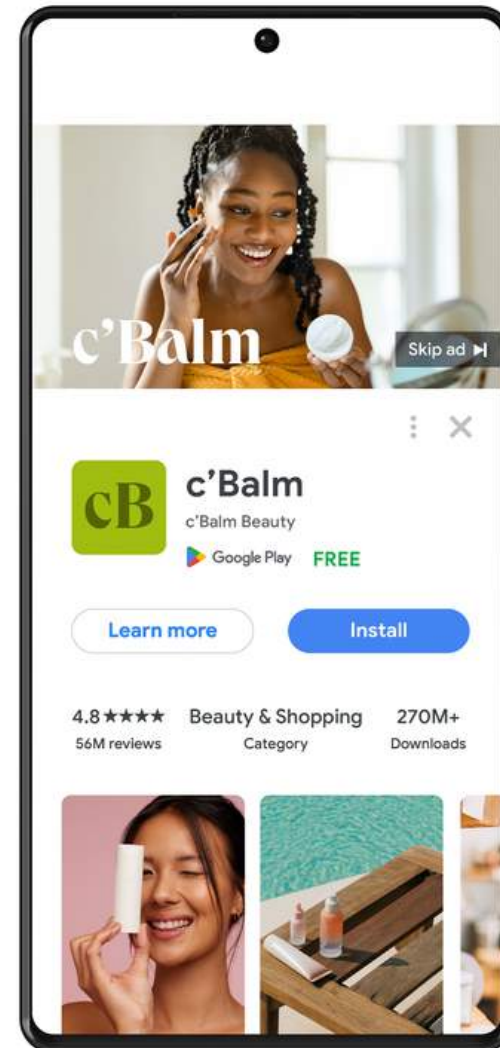 c'Balm
Skip ad
cB
c'Balm
c'Balm Beauty
Google Play FREE
Learn more Install
4.8★★★★ Beauty & Shopping 270M+
56M reviews Category Downloads